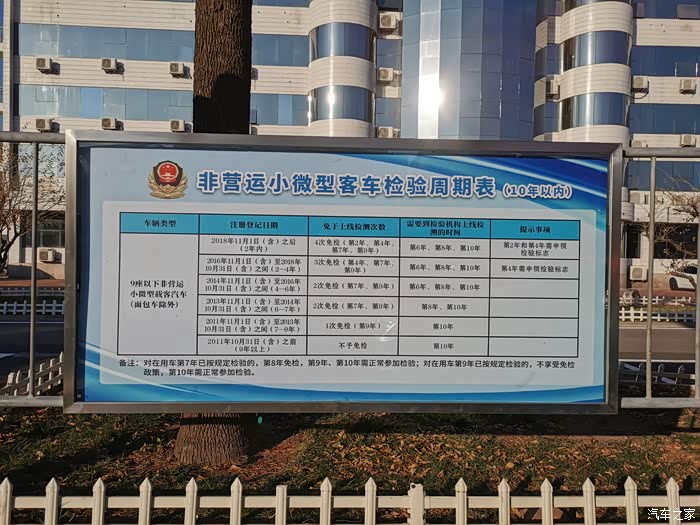 非营运小微型客车检验周期表（10年以内）
车辆类型
注册登记日期
免于上线检测次数
需要到检验机构上线检
测的时间
提示事项
9座以下非营运
小微型载客汽车
（面包车除外）
2018年11月1日（含）之后
（2年内）
4次免检（第2年、第4年、
第7年、第9年）
第6年、第8年、第10年
第2年和第4年需申领
检验标志
2016年11月1日（含）至2018年
10月31日（含）之间（2—4年）
3次免检（第4年、第7年、
第9年）
第6年、第8年、第10年
第4年需申领检验标志
2014年11月1日（含）至2016年
10月31日（含）之间（4—6年）
2次免检（第7年、第9年）
第6年、第8年、第10年
2013年11月1日（含）至2014年
10月31日（含）之间（6—7年）
2次免检（第7年、第9年）
第8年、第10年
2011年11月1日（含）至2013年
10月31日（含）之间（7—9年）
1次免检（第9年）
第10年
2011年10月31日（含）之前
（9年以上）
不予免检
第10年
备注：对在用车第7年已按规定检验的，第8年免检，第9年、第10年需正常参加检验；对在用车第9年已按规定检验的，不享受免检
政策，第10年需正常参加检验。
汽车之家